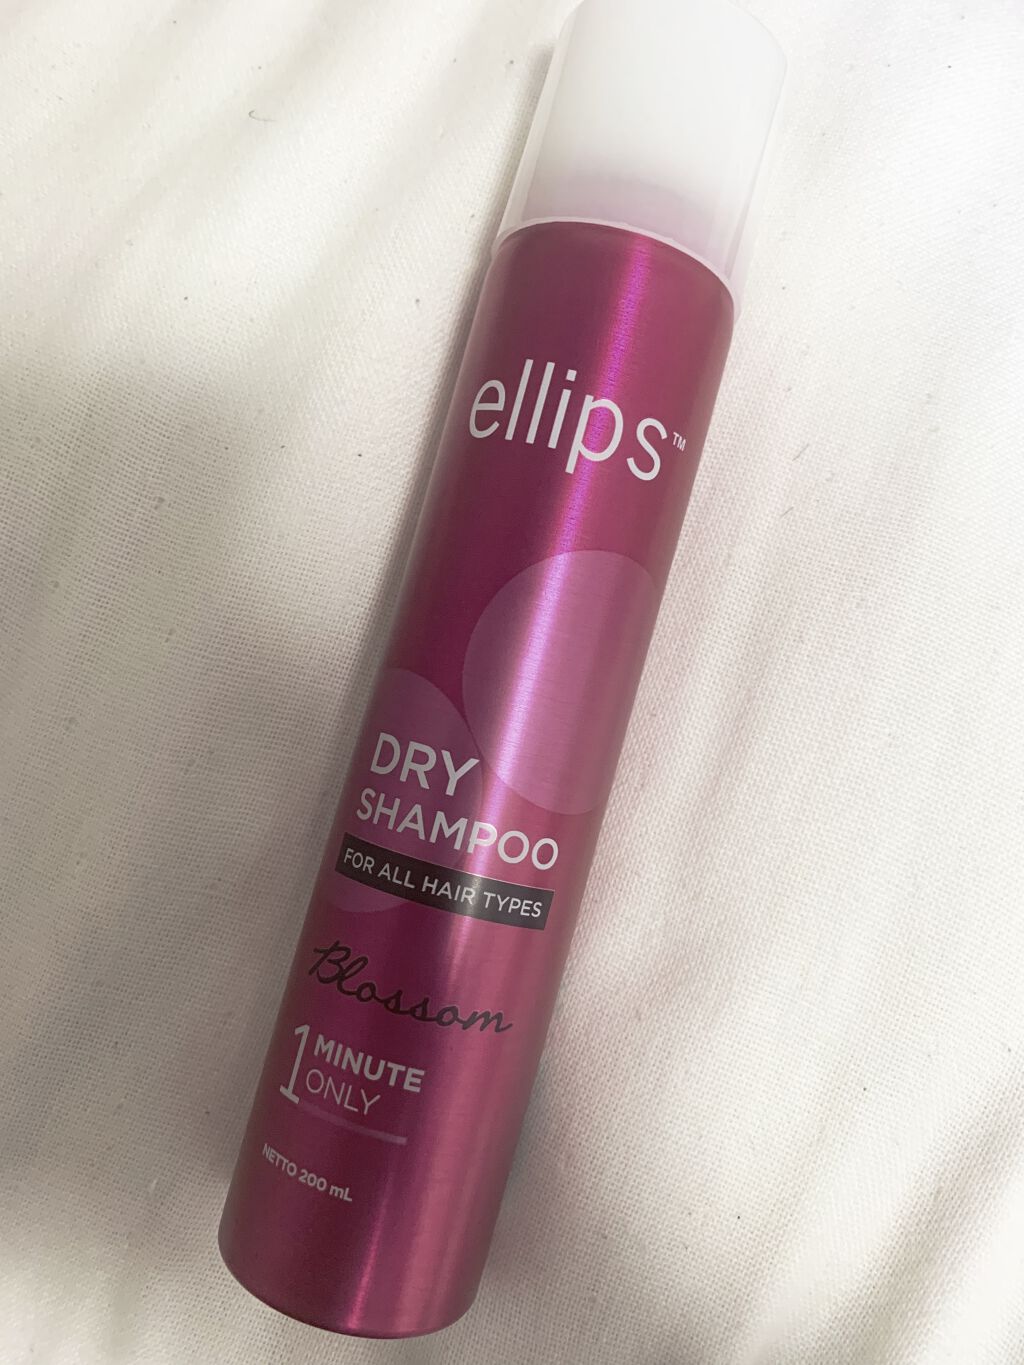 ellips™
DRY
SHAMPOO
FOR ALL HAIR TYPES
Blossom
1 MINUTE
ONLY
NETTO 200 mL